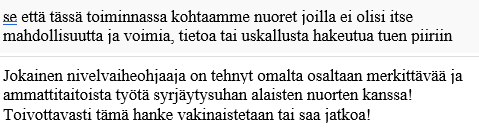 se että tässä toiminnassa kohtaamme nuoret joilla ei olisi itse
mahdollisuutta ja voimia, tietoa tai uskallusta hakeutua tuen piiriin
Jokainen nivelvaiheohjaaja on tehnyt omalta osaltaan merkittävää ja
ammattitaitoista työtä syrjäytysuhan alaisten nuorten kanssa!
Toivottavasti tämä hanke vakinaistetaan tai saa jatkoa!